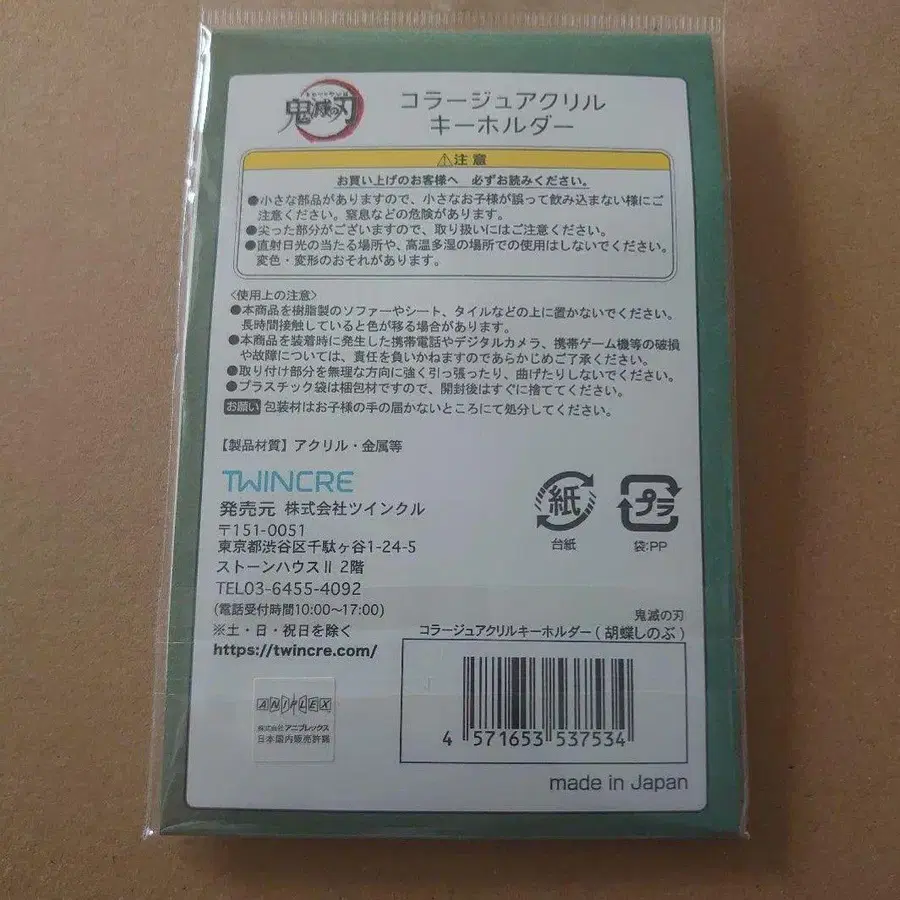 鬼滅の刃
コラージュアクリル
キーホルダー
⚠注意
お買い上げのお客様へ 必ずお読みください。
●小さな部品がありますので、小さなお子様が誤って飲み込まない様にご
注意ください。窒息などの危険があります。
●尖った部分がございますので、取り扱いにはご注意ください。
●直射日光の当たる場所や、高温多湿の場所での使用はしないでください。
変色・変形のおそれがあります。
<使用上の注意>
●本商品を樹脂製のソファーやシート、タイルなどの上に置かないでください。
長時間接触していると色が移る場合があります。
●本商品を装着時に発生した携帯電話やデジタルカメラ、携帯ゲーム機等の破損
や故障については、責任を負いかねますのであらかじめご了承ください。
●取り付け部分を無理な方向に強く引っ張ったり、曲げたりしないでください。
●プラスチック袋は梱包材ですので、開封後はすぐに捨ててください。
お願い 包装材はお子様の手の届かないところにて処分してください。
【製品材質】アクリル・金属等
TWINCRE
発売元 株式会社ツインクル
〒151-0051
東京都渋谷区千駄ヶ谷1-24-5
ストーンハウスⅡ 2階
TEL03-6455-4092
(電話受付時間10:00〜17:00)
※土・日・祝日を除く
https://twincre.com/
紙
台紙
プラ
袋:PP
鬼滅の刃
コラージュアクリルキーホルダー(胡蝶しのぶ)
4 571653 537534
made in Japan
ANIPLEX
株式会社アニプレックス
日本国内販売許諾